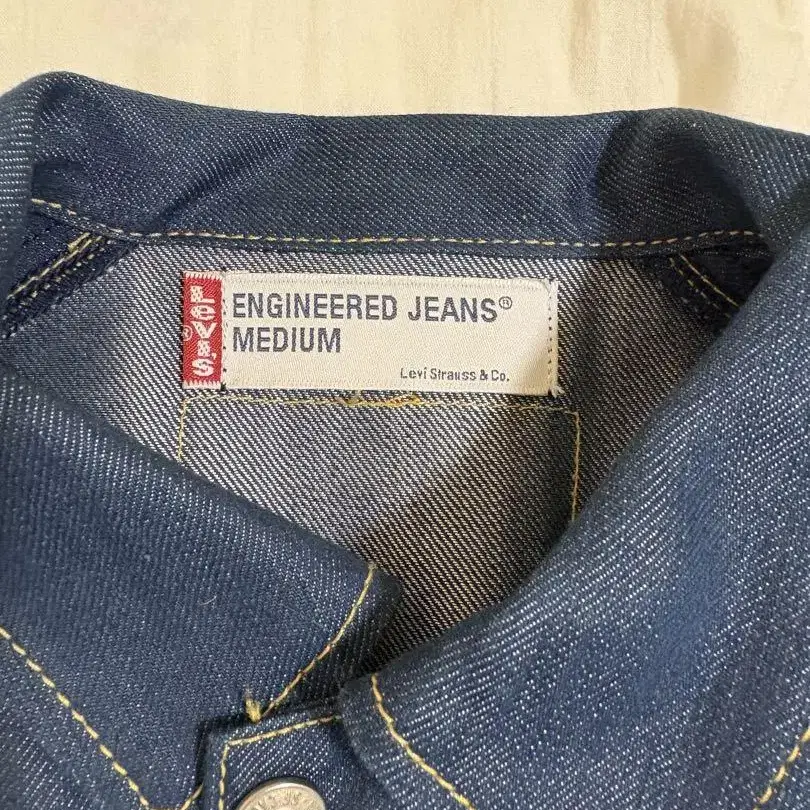 Levi's®
ENGINEERED JEANS®
MEDIUM
Levi Strauss & Co.